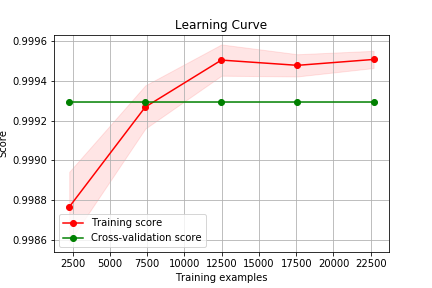 Learning Curve
0.9996
0.9994
0.9992
0.9990
0.9988
0.9986
Score
Training score
Cross-validation score
2500 5000 7500 10000 12500 15000 17500 20000 22500
Training examples